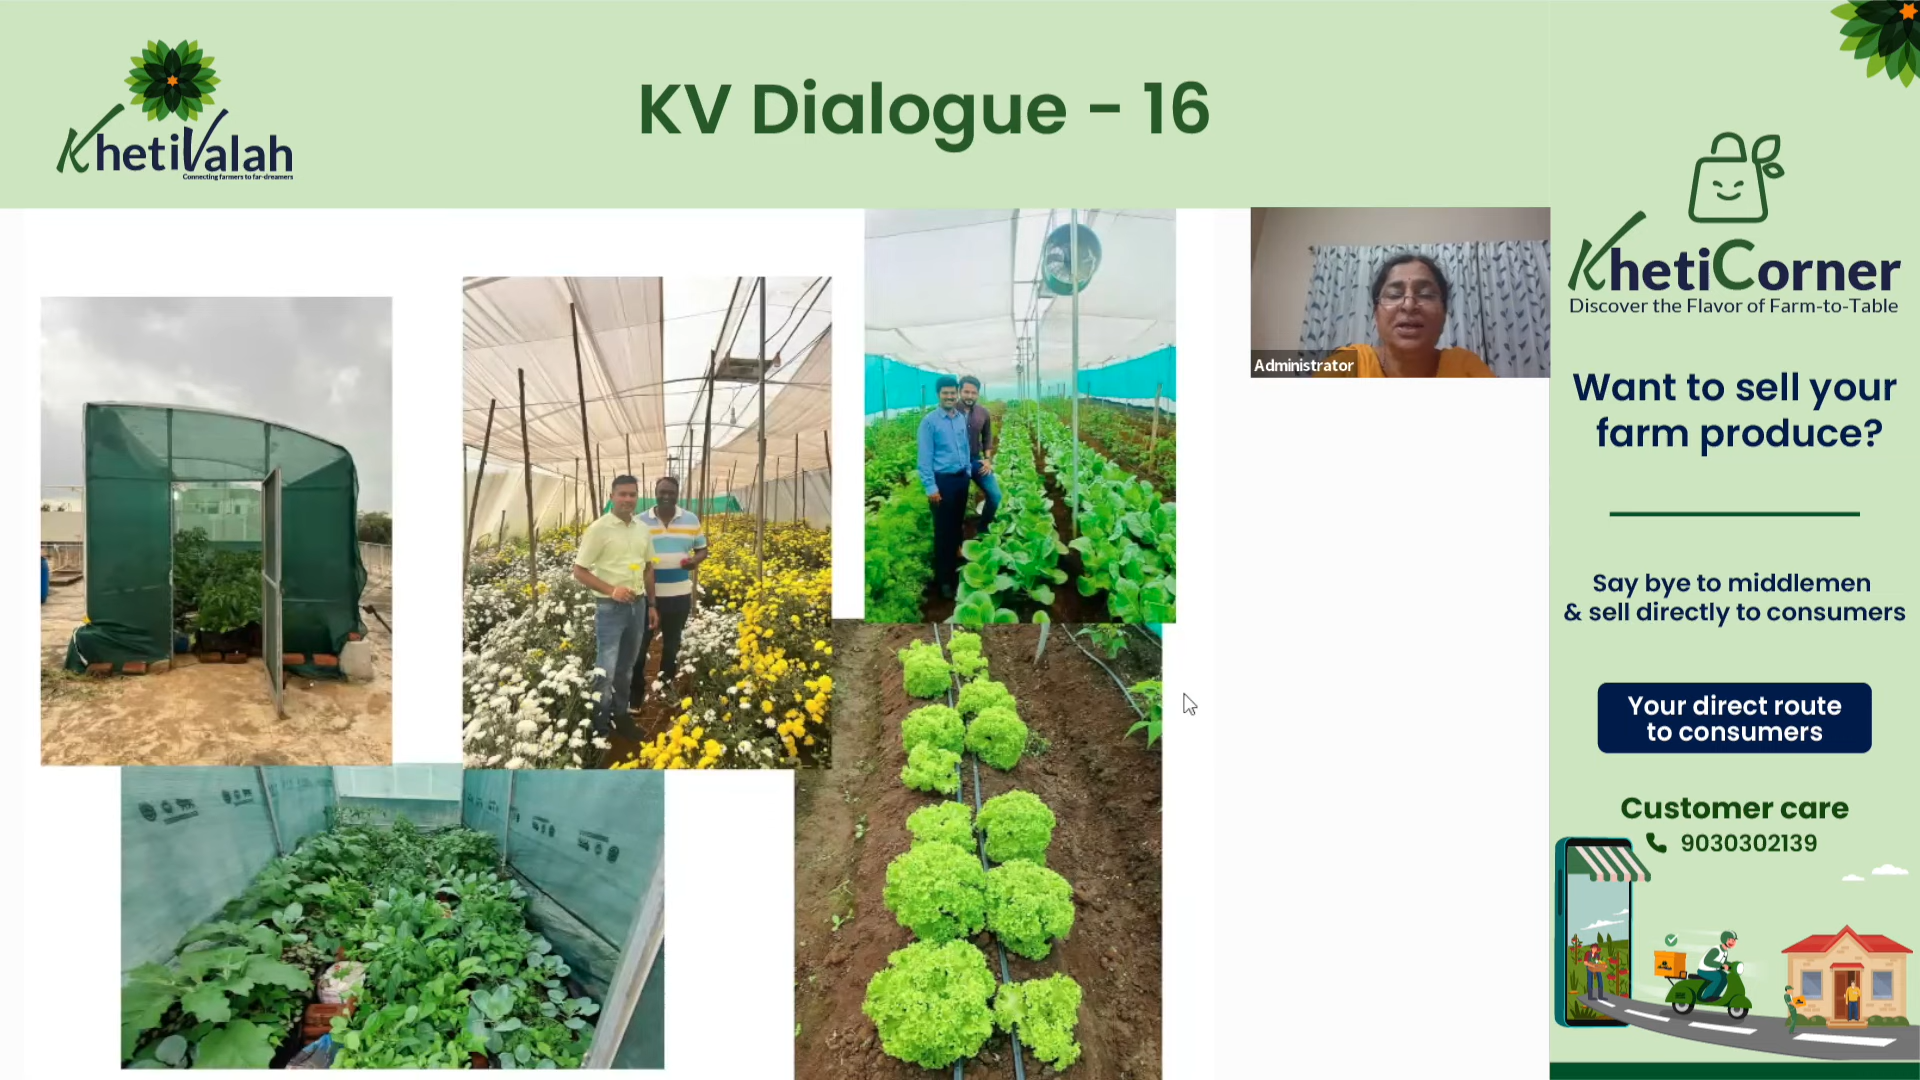 KV Dialogue - 16
KhetiValah
Connecting farmers to far-dreamers
Administrator
KhetiCorner
Discover the Flavor of Farm-to-Table
Want to sell your
farm produce?
Say bye to middlemen
& sell directly to consumers
Your direct route
to consumers
Customer care
9030302139